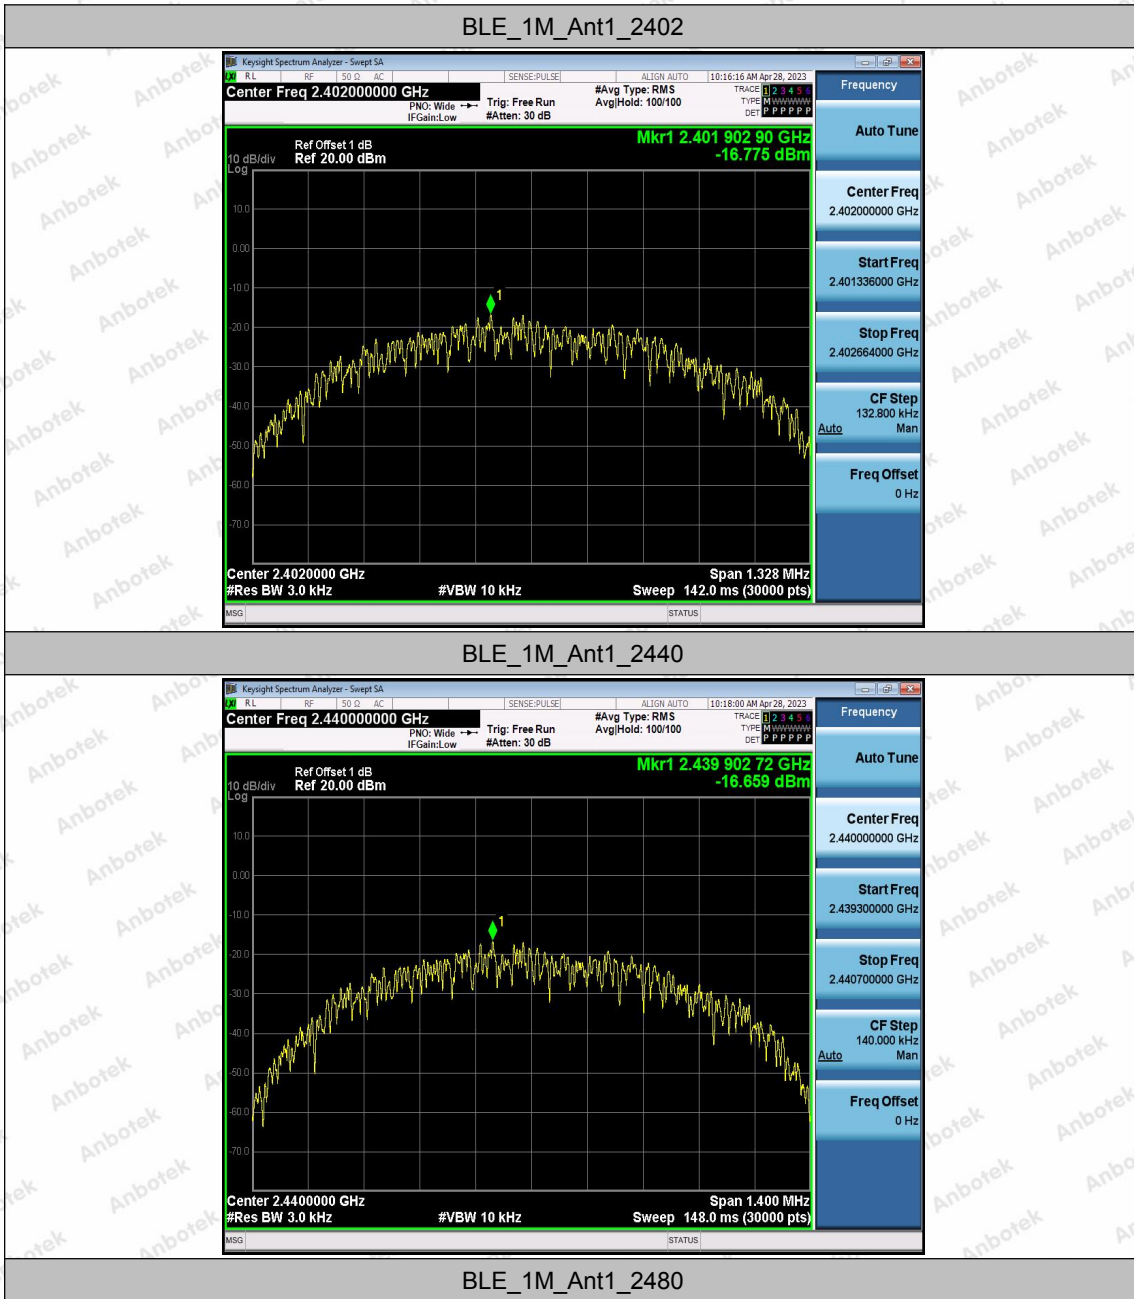 BLE_1M_Ant1_2402
Keysight Spectrum Analyzer - Swept SA
RL RF 50 Ω AC SENSE:PULSE ALIGN AUTO 10:16:16 AM Apr 28, 2023
Center Freq 2.402000000 GHz
PNO: Wide
IFGain:Low
Trig: Free Run
#Atten: 30 dB
#Avg Type: RMS
Avg|Hold: 100/100
TRACE 1 2 3 4 5 6
TYPE M W W W W W
DET P P P P P P
Frequency
Auto Tune
Center Freq
2.402000000 GHz
Start Freq
2.401336000 GHz
Stop Freq
2.402664000 GHz
CF Step
132.800 kHz
Auto Man
Freq Offset
0 Hz
Mkr1 2.401 902 90 GHz
-16.775 dBm
Ref Offset 1 dB
10 dB/div Ref 20.00 dBm
Log
10.0
0.00
-10.0
-20.0
-30.0
-40.0
-50.0
-60.0
-70.0
1
Center 2.4020000 GHz Span 1.328 MHz
#Res BW 3.0 kHz #VBW 10 kHz Sweep 142.0 ms (30000 pts)
MSG STATUS
BLE_1M_Ant1_2440
Keysight Spectrum Analyzer - Swept SA
RL RF 50 Ω AC SENSE:PULSE ALIGN AUTO 10:18:00 AM Apr 28, 2023
Center Freq 2.440000000 GHz
PNO: Wide
IFGain:Low
Trig: Free Run
#Atten: 30 dB
#Avg Type: RMS
Avg|Hold: 100/100
TRACE 1 2 3 4 5 6
TYPE M W W W W W
DET P P P P P P
Frequency
Auto Tune
Center Freq
2.440000000 GHz
Start Freq
2.439300000 GHz
Stop Freq
2.440700000 GHz
CF Step
140.000 kHz
Auto Man
Freq Offset
0 Hz
Mkr1 2.439 902 72 GHz
-16.659 dBm
Ref Offset 1 dB
10 dB/div Ref 20.00 dBm
Log
10.0
0.00
-10.0
-20.0
-30.0
-40.0
-50.0
-60.0
-70.0
1
Center 2.4400000 GHz Span 1.400 MHz
#Res BW 3.0 kHz #VBW 10 kHz Sweep 148.0 ms (30000 pts)
MSG STATUS
BLE_1M_Ant1_2480
Anbotek